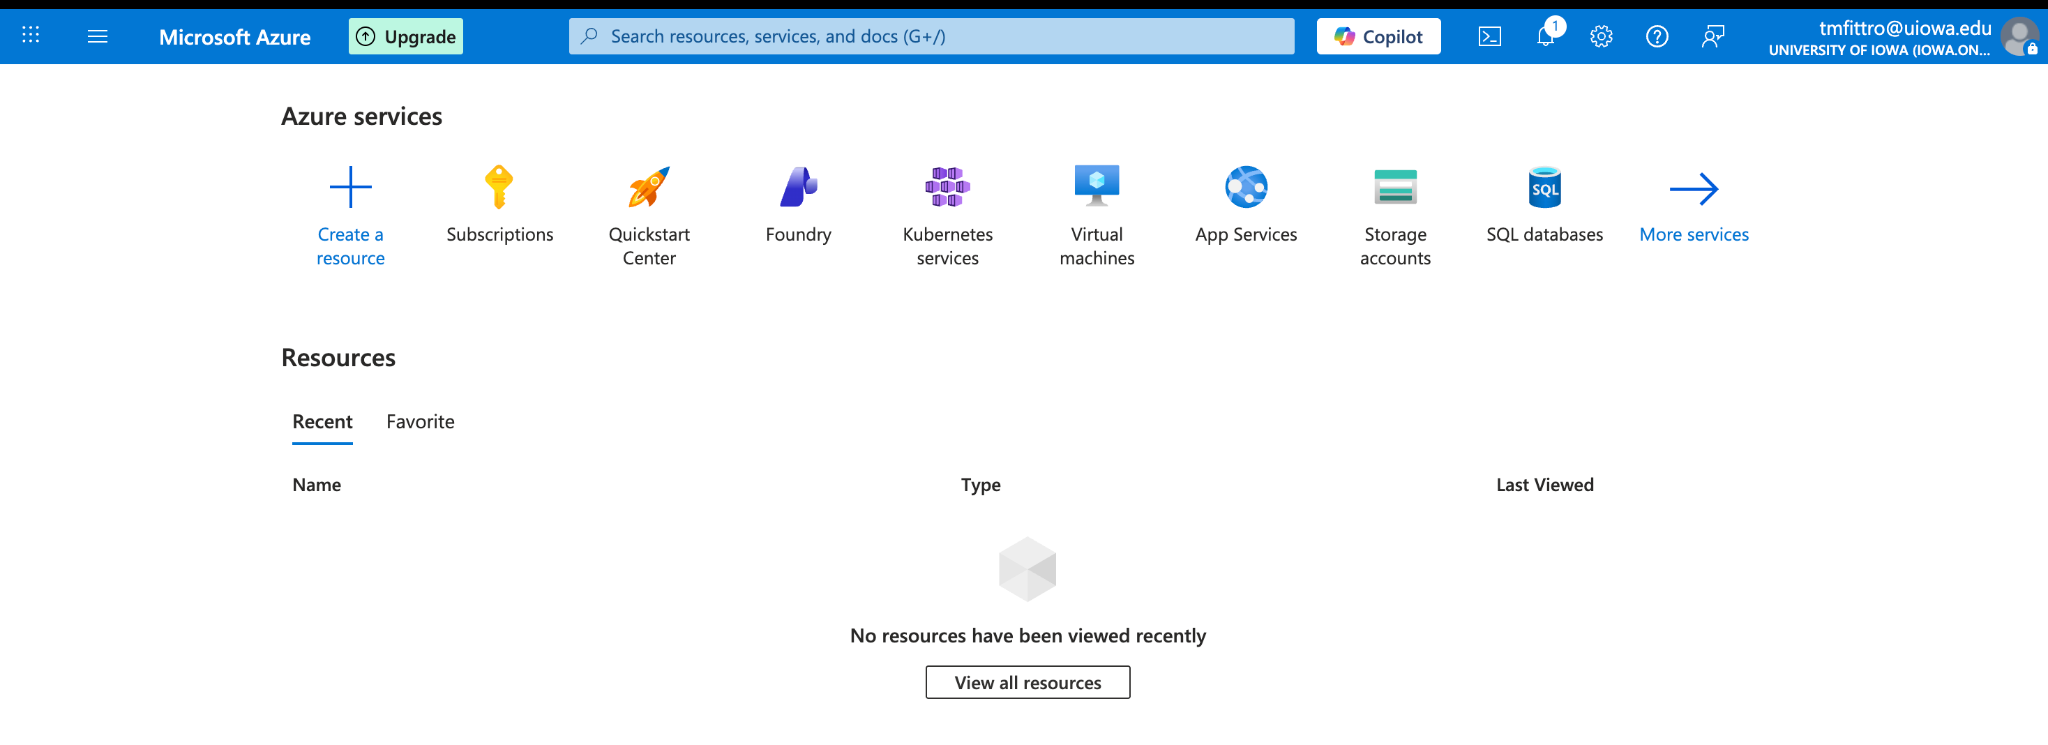 Microsoft Azure
Upgrade
Search resources, services, and docs (G+/)
Copilot
1
tmfittro@uiowa.edu
UNIVERSITY OF IOWA (IOWA.ON...
Azure services
Create a
resource
Subscriptions
Quickstart
Center
Foundry
Kubernetes
services
Virtual
machines
App Services
Storage
accounts
SQL
SQL databases
More services
Resources
Recent
Favorite
Name
Type
Last Viewed
No resources have been viewed recently
View all resources